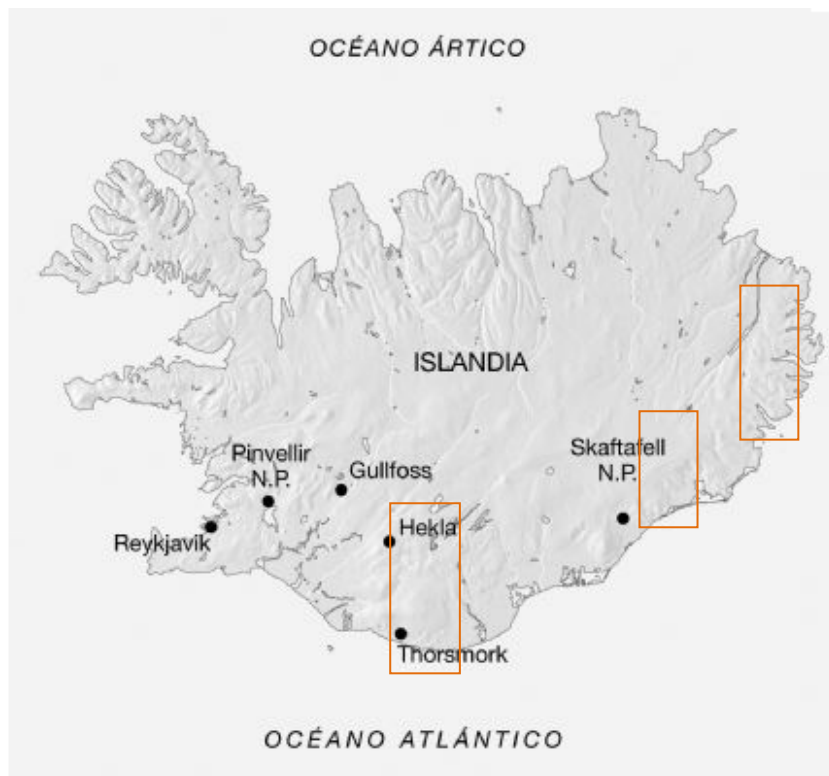 OCÉANO ÁRTICO
ISLANDIA
Pinvellir
N.P.
Gullfoss
Skaftafell
N.P.
Reykjavik
Hekla
Thorsmork
OCÉANO ATLÁNTICO